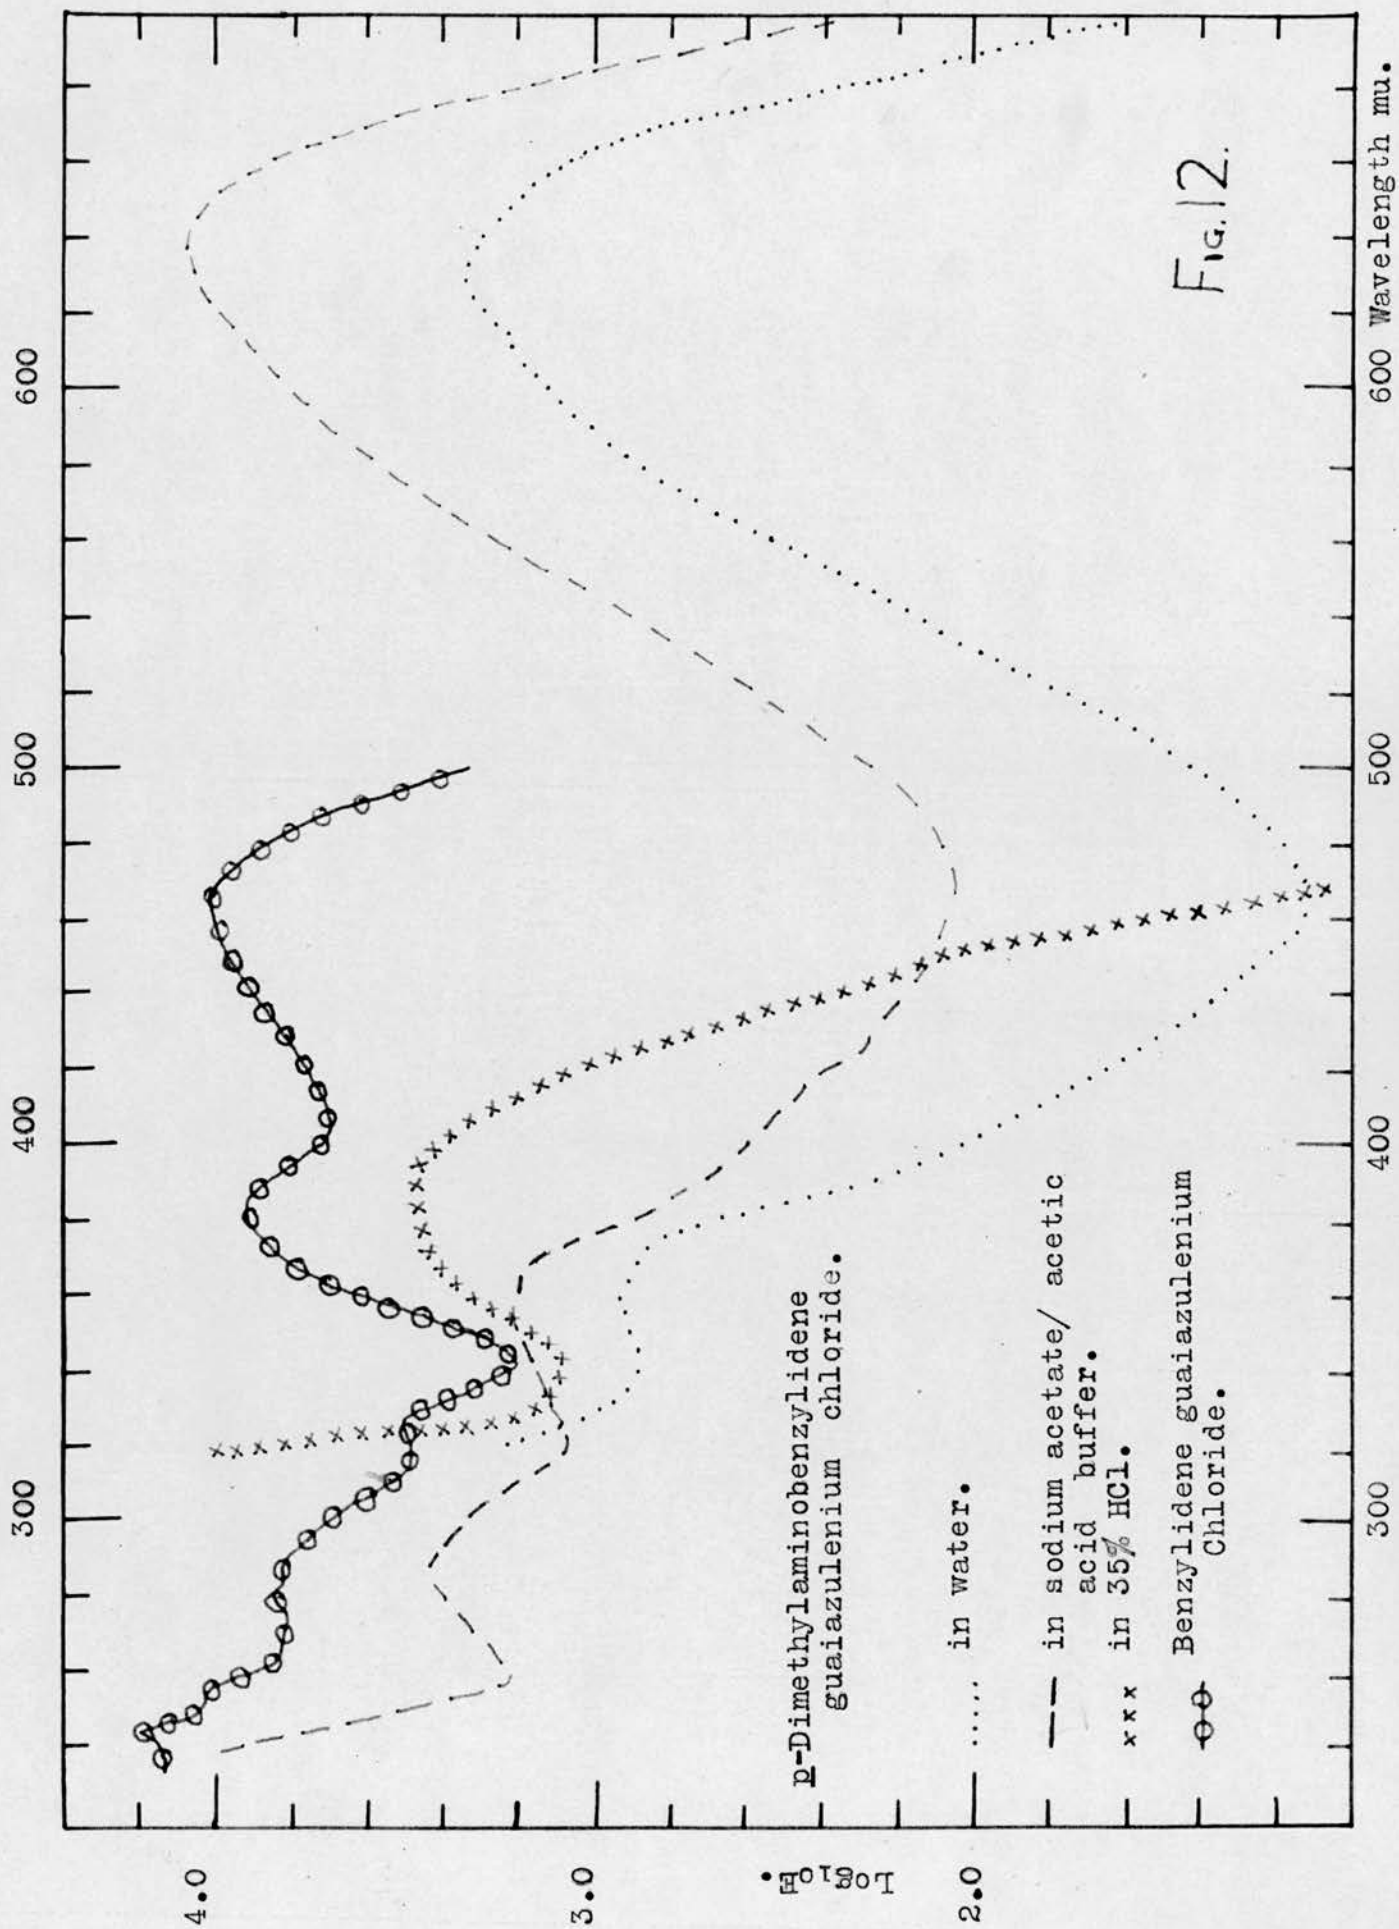 300
400
500
600
4.0
3.0
2.0
Log₁₀E.
p-Dimethylaminobenzylidene
guaiazulenium chloride.
..... in water.
— — in sodium acetate/ acetic
acid buffer.
xxx in 35% HCl.
Benzylidene guaiazulenium
Chloride.
FIG. 12.
300
400
500
600 Wavelength mu.